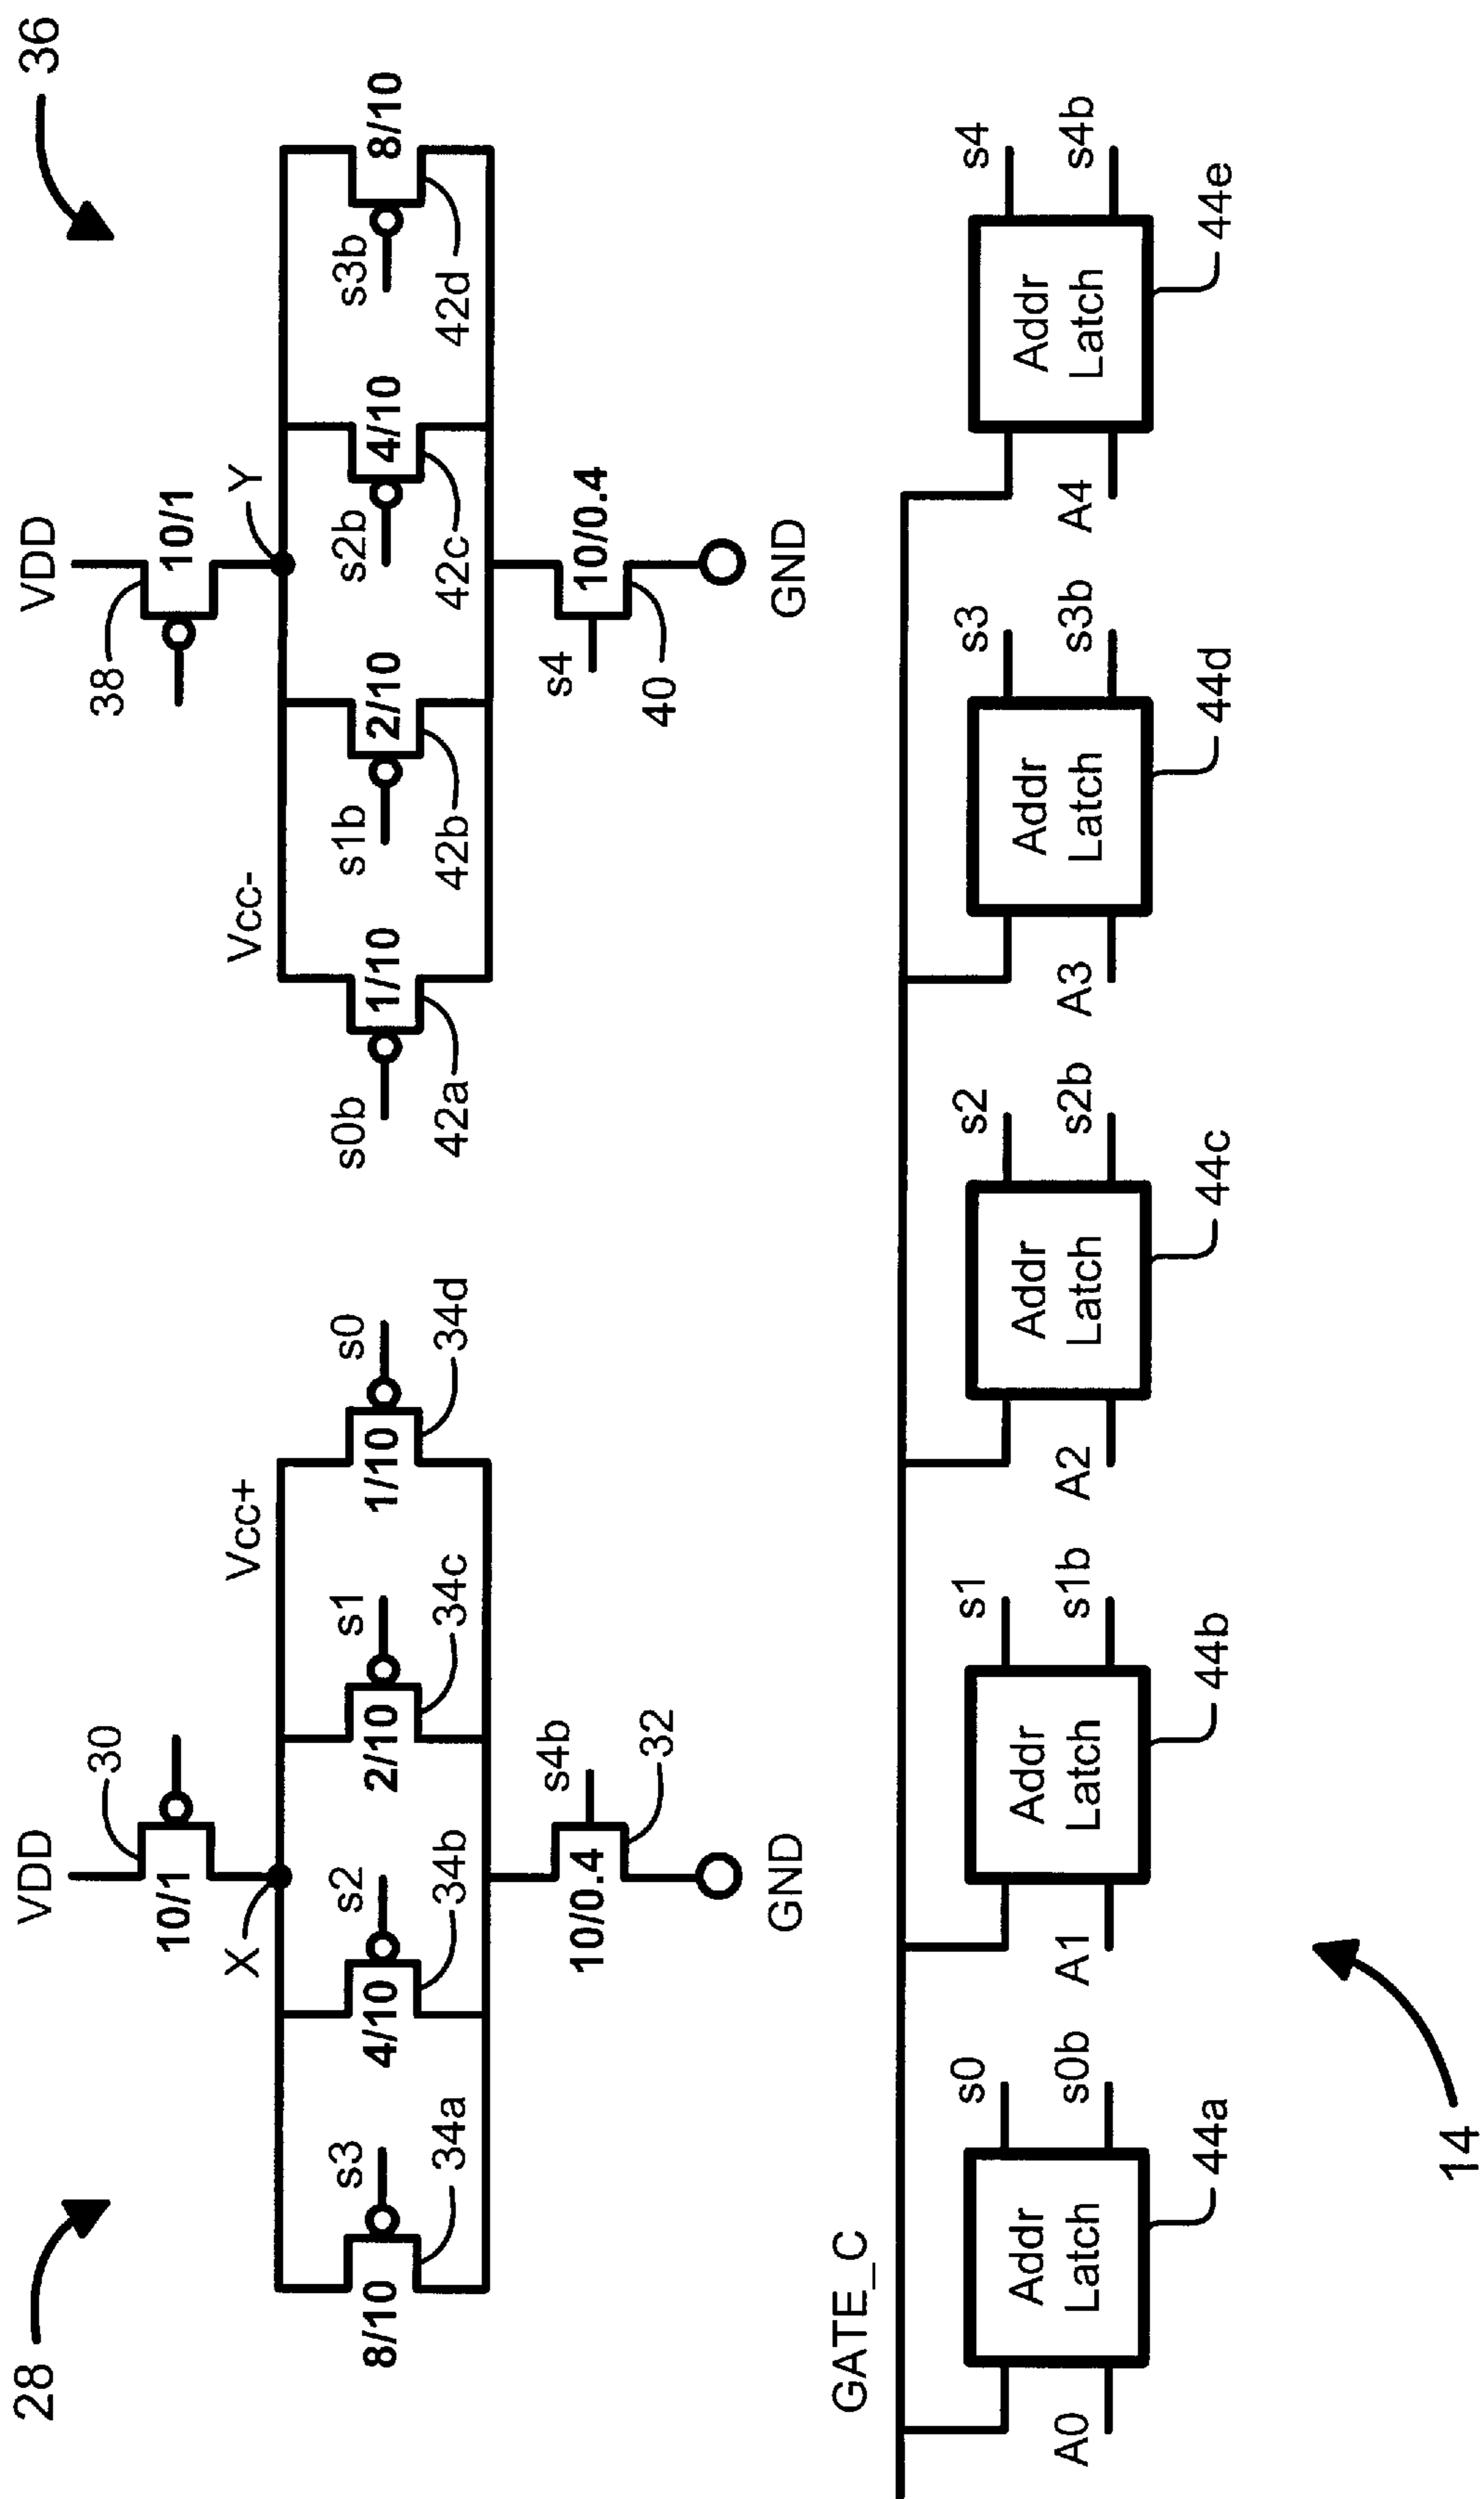 28
36
VDD
30
10/1
X
Vcc+
s3
s2
s1
s0
8/10
4/10
2/10
1/10
34a
34b
34c
34d
s4b
10/0.4
32
GND
VDD
38
10/1
Y
Vcc-
s0b
s1b
s2b
s3b
1/10
2/10
4/10
8/10
42a
42b
42c
42d
s4
10/0.4
40
GND
GATE_C
A0
Addr
Latch
s0
s0b
44a
A1
Addr
Latch
s1
s1b
44b
A2
Addr
Latch
s2
s2b
44c
A3
Addr
Latch
s3
s3b
44d
A4
Addr
Latch
s4
s4b
44e
14